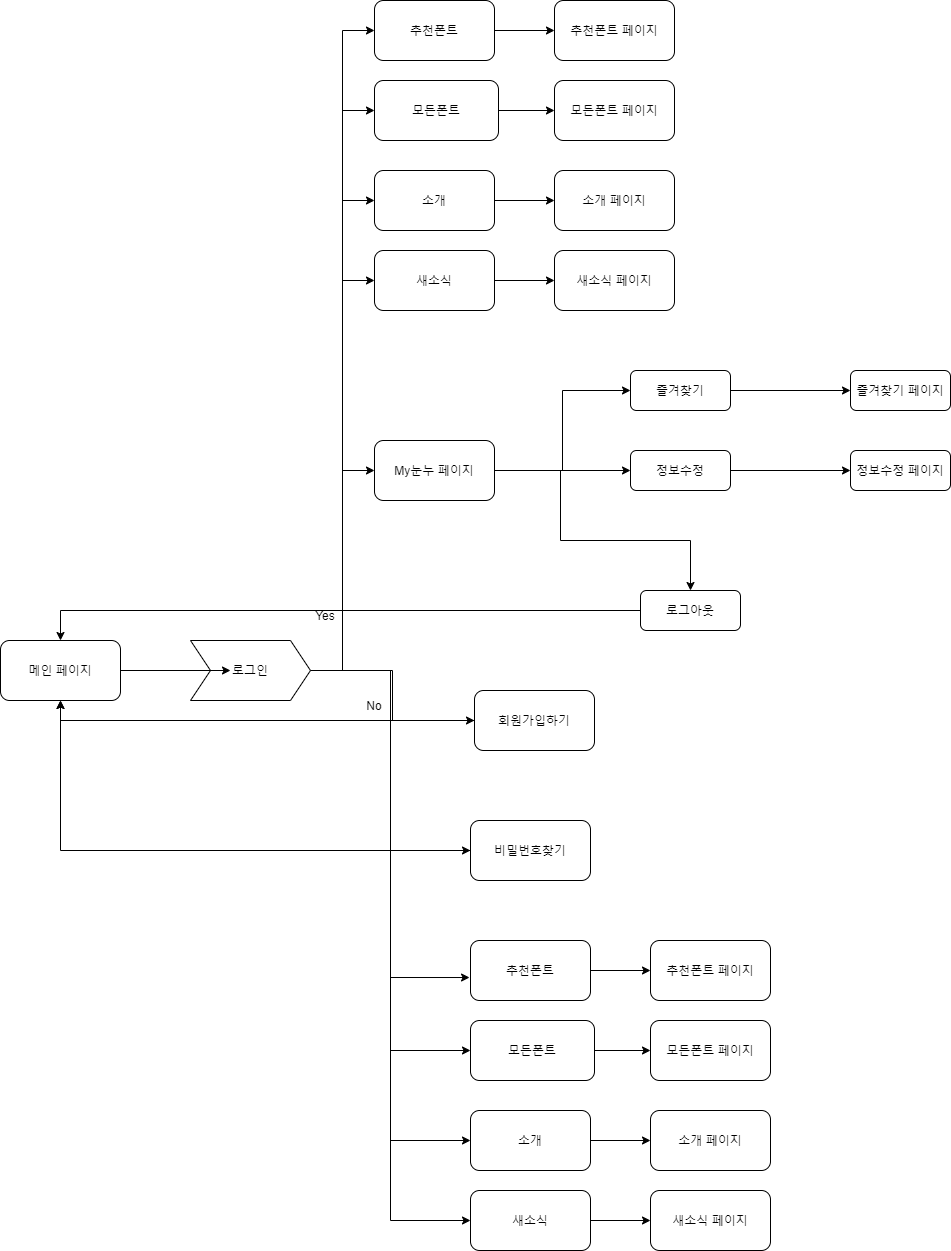 추천폰트
추천폰트 페이지
모든폰트
모든폰트 페이지
소개
소개 페이지
새소식
새소식 페이지
즐겨찾기
즐겨찾기 페이지
My눈누 페이지
정보수정
정보수정 페이지
로그아웃
Yes
메인 페이지
로그인
No
회원가입하기
비밀번호찾기
추천폰트
추천폰트 페이지
모든폰트
모든폰트 페이지
소개
소개 페이지
새소식
새소식 페이지